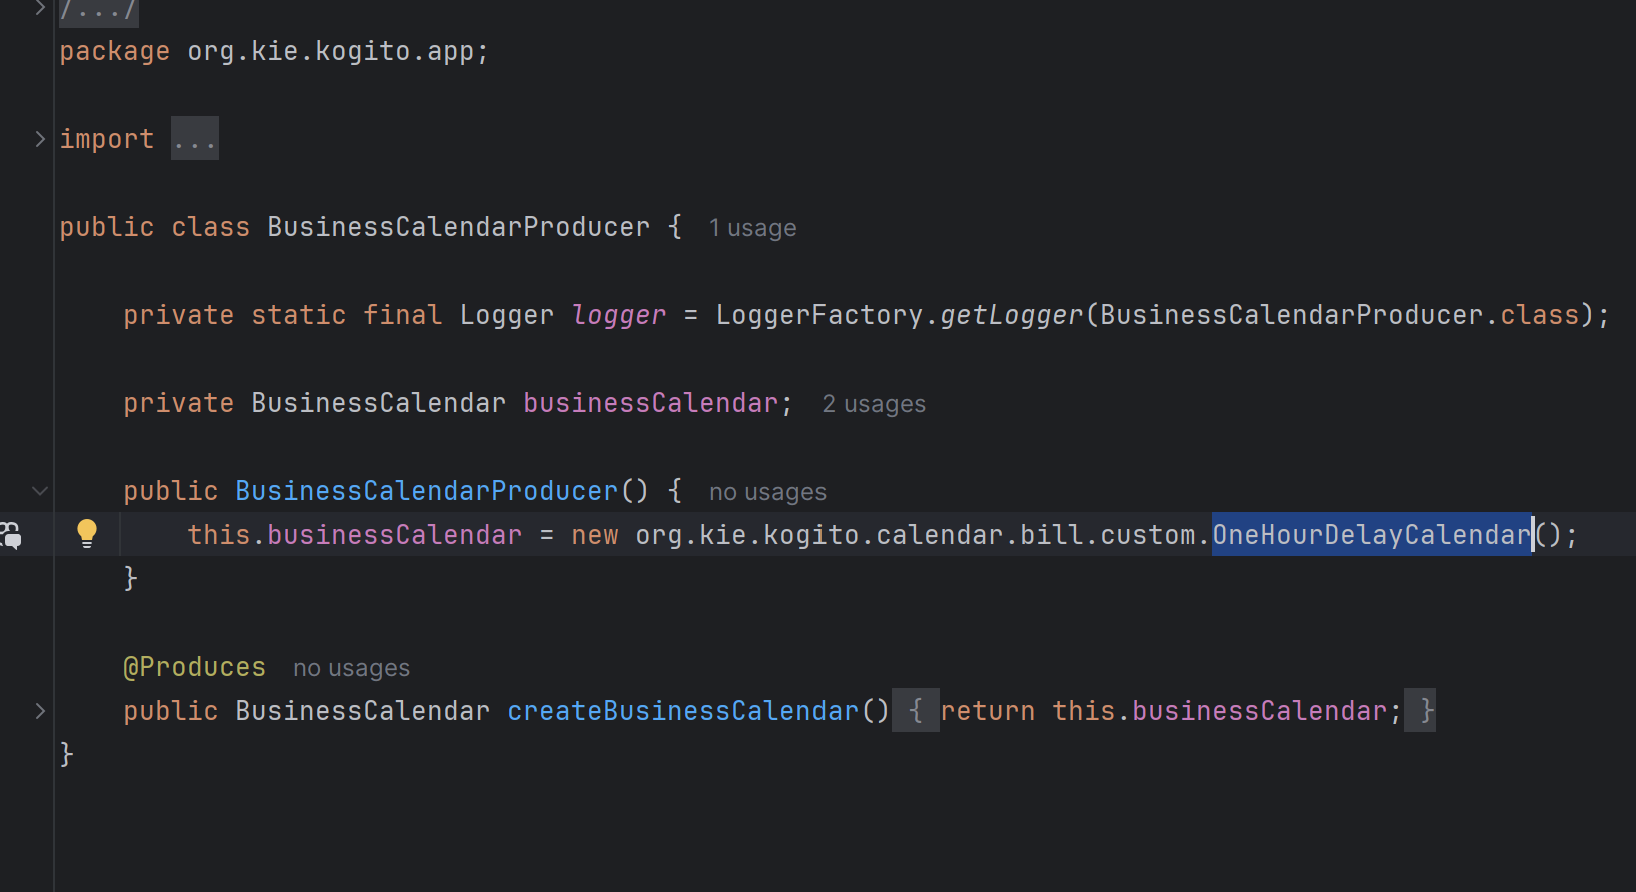 /.../
package org.kie.kogito.app;
import ...
public class BusinessCalendarProducer { 1 usage
private static final Logger logger = LoggerFactory.getLogger(BusinessCalendarProducer.class);
private BusinessCalendar businessCalendar; 2 usages
public BusinessCalendarProducer() { no usages
this.businessCalendar = new org.kie.kogito.calendar.bill.custom.OneHourDelayCalendar();
}
@Produces no usages
public BusinessCalendar createBusinessCalendar() { return this.businessCalendar; }
}